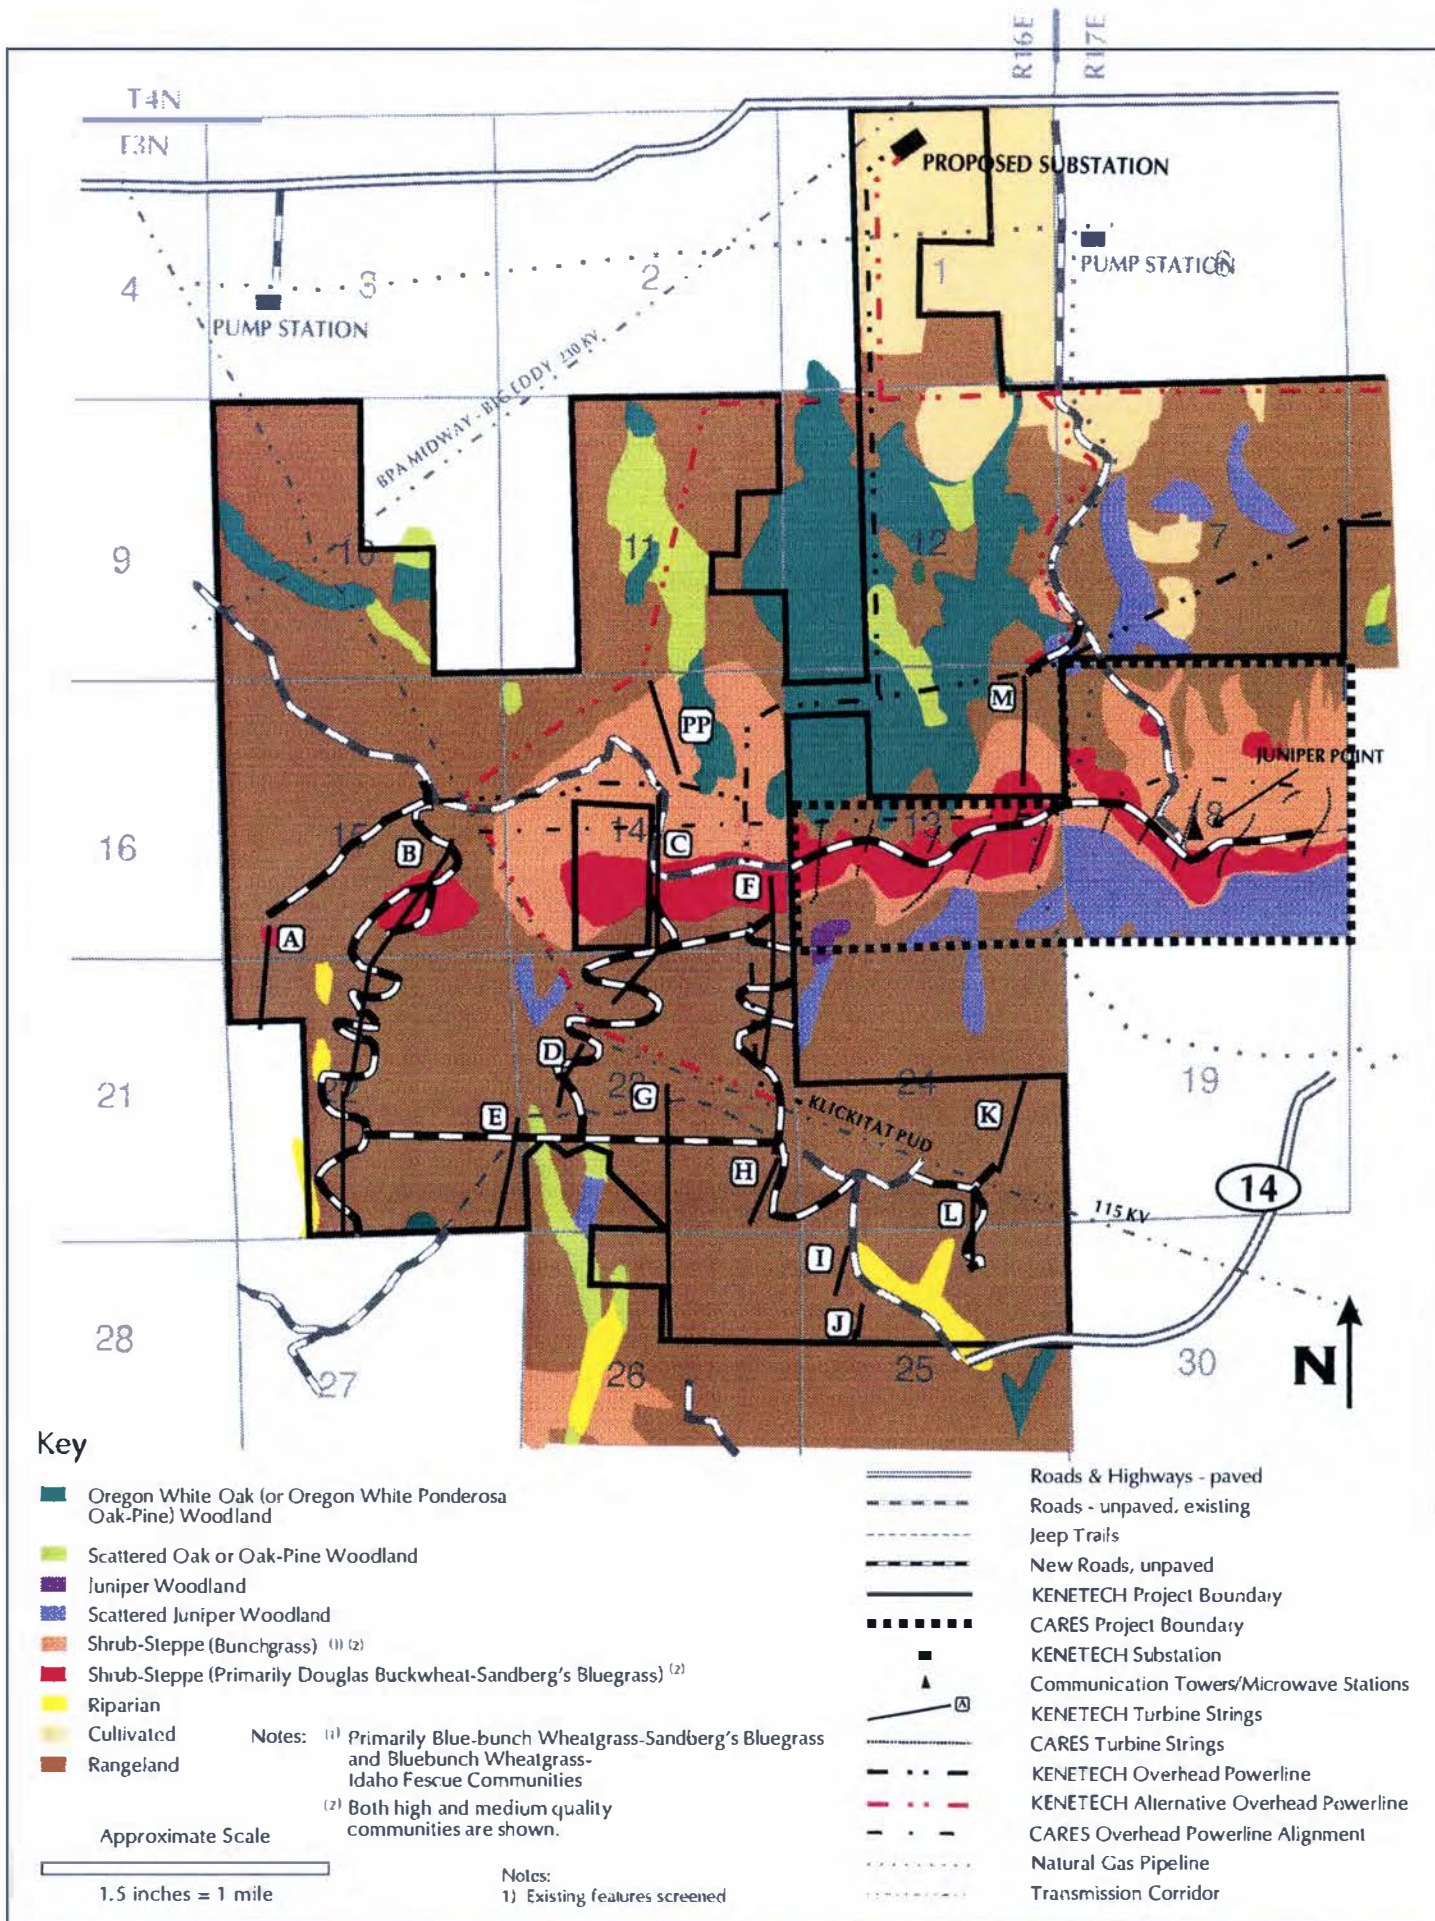 R16E
R17E
T4N
T3N
PROPOSED SUBSTATION
4
3
2
1
6
PUMP STATION
PUMP STATION
BPA MIDWAY - BIG EDDY 230 KV
9
10
11
12
7
PP
M
JUNIPER POINT
16
15
14
13
18
B
C
F
A
D
21
22
23
24
19
G
E
K
KLICKITAT PUD
H
L
115 KV
14
I
J
28
27
26
25
30
N
Key
Oregon White Oak (or Oregon White Ponderosa
Oak-Pine) Woodland
Scattered Oak or Oak-Pine Woodland
Juniper Woodland
Scattered Juniper Woodland
Shrub-Steppe (Bunchgrass) (1) (2)
Shrub-Steppe (Primarily Douglas Buckwheat-Sandberg's Bluegrass) (2)
Riparian
Cultivated
Rangeland
Notes: (1) Primarily Blue-bunch Wheatgrass-Sandberg's Bluegrass
and Bluebunch Wheatgrass-
Idaho Fescue Communities
(2) Both high and medium quality
communities are shown.
Approximate Scale
1.5 inches = 1 mile
Notes:
1) Existing features screened
Roads & Highways - paved
Roads - unpaved, existing
Jeep Trails
New Roads, unpaved
KENETECH Project Boundary
CARES Project Boundary
KENETECH Substation
Communication Towers/Microwave Stations
A
KENETECH Turbine Strings
CARES Turbine Strings
KENETECH Overhead Powerline
KENETECH Alternative Overhead Powerline
CARES Overhead Powerline Alignment
Natural Gas Pipeline
Transmission Corridor